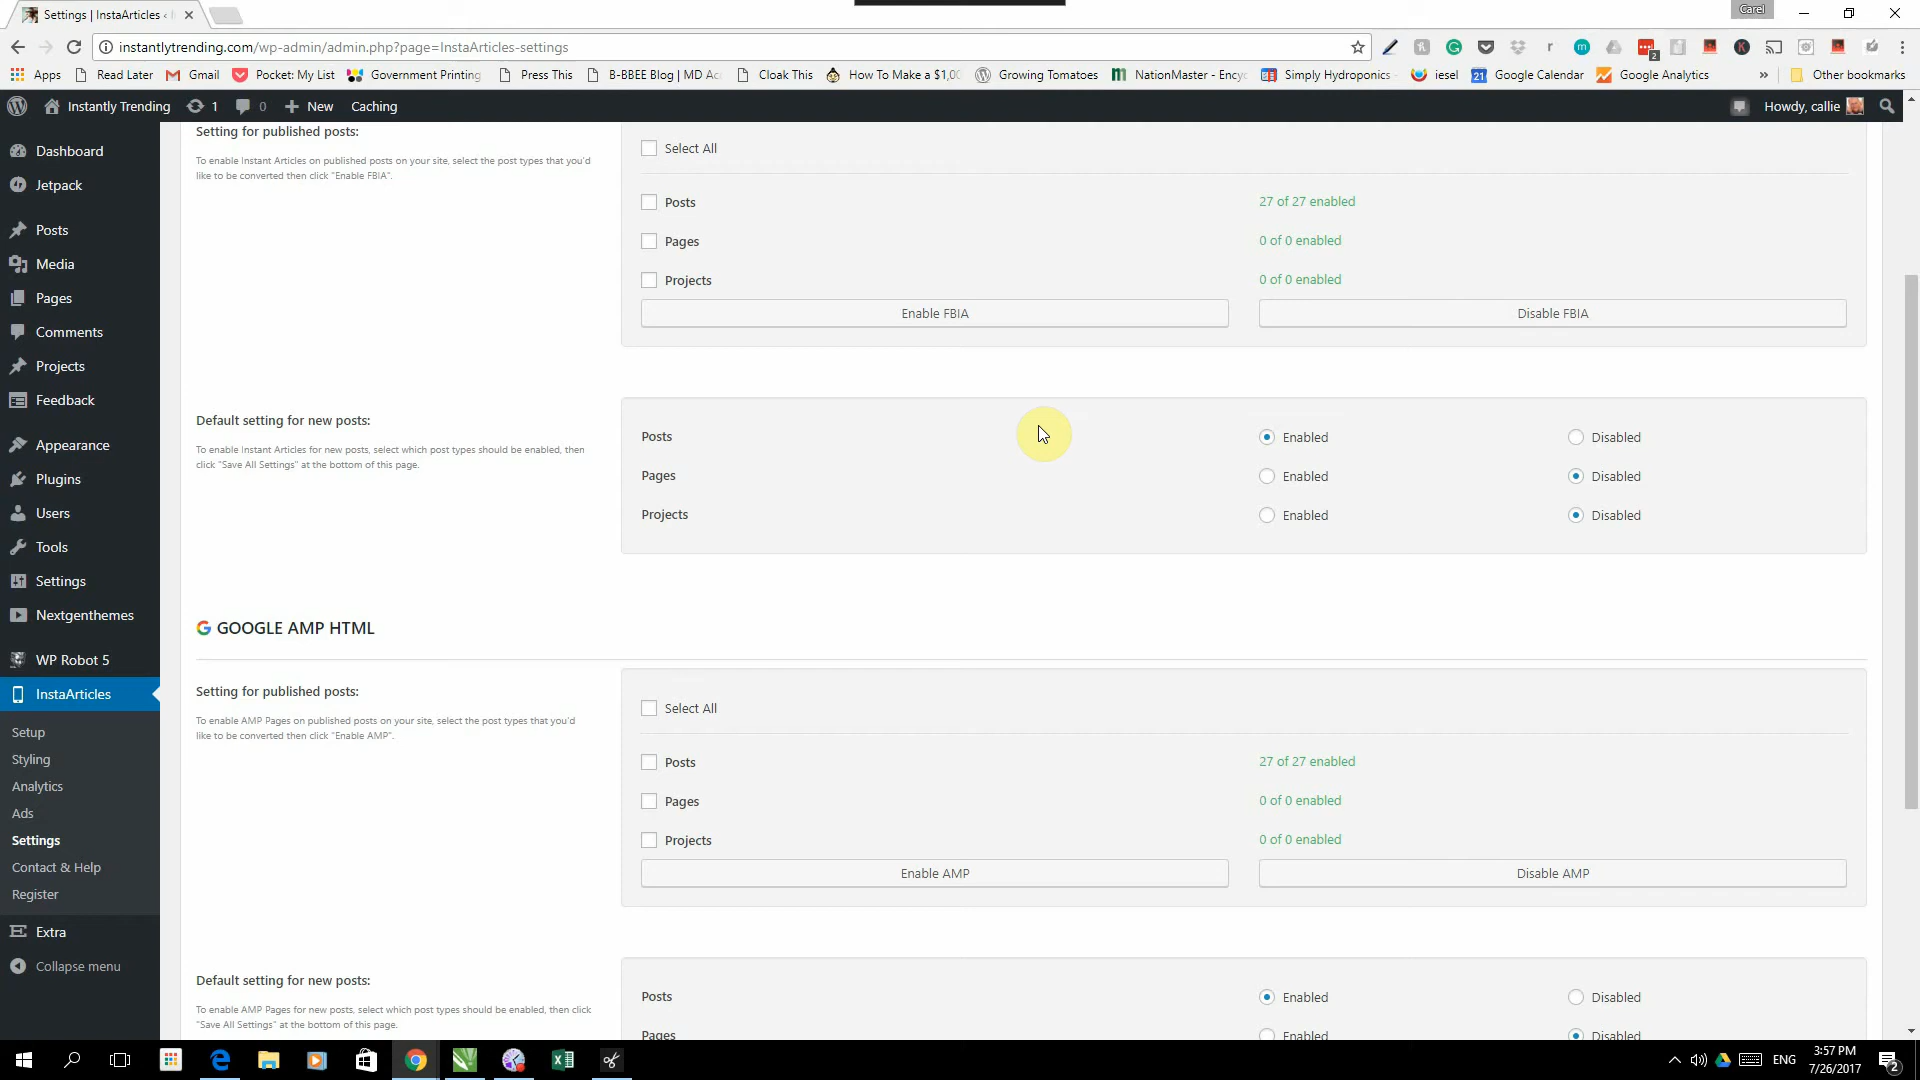 Carel
Settings | InstaArticles ‹
instantlytrending.com/wp-admin/admin.php?page=InstaArticles-settings
Apps
Read Later
Gmail
Pocket: My List
Government Printing
Press This
B-BBEE Blog | MD Ac
Cloak This
How To Make a $1,00
Growing Tomatoes
NationMaster - Ency
Simply Hydroponics
iesel
Google Calendar
Google Analytics
»
Other bookmarks
Instantly Trending
1
0
New
Caching
Howdy, callie
Dashboard
Jetpack
Posts
Media
Pages
Comments
Projects
Feedback
Appearance
Plugins
Users
Tools
Settings
Nextgenthemes
WP Robot 5
InstaArticles
Setup
Styling
Analytics
Ads
Settings
Contact & Help
Register
Extra
Collapse menu
Setting for published posts:
To enable Instant Articles on published posts on your site, select the post types that you'd
like to be converted then click "Enable FBIA".
Select All
Posts 27 of 27 enabled
Pages 0 of 0 enabled
Projects 0 of 0 enabled
Enable FBIA Disable FBIA
Default setting for new posts:
To enable Instant Articles for new posts, select which post types should be enabled, then
click "Save All Settings" at the bottom of this page.
Posts Enabled Disabled
Pages Enabled Disabled
Projects Enabled Disabled
GOOGLE AMP HTML
Setting for published posts:
To enable AMP Pages on published posts on your site, select the post types that you'd
like to be converted then click "Enable AMP".
Select All
Posts 27 of 27 enabled
Pages 0 of 0 enabled
Projects 0 of 0 enabled
Enable AMP Disable AMP
Default setting for new posts:
To enable AMP Pages for new posts, select which post types should be enabled, then click
"Save All Settings" at the bottom of this page.
Posts Enabled Disabled
Pages Enabled Disabled
ENG
3:57 PM
7/26/2017
2